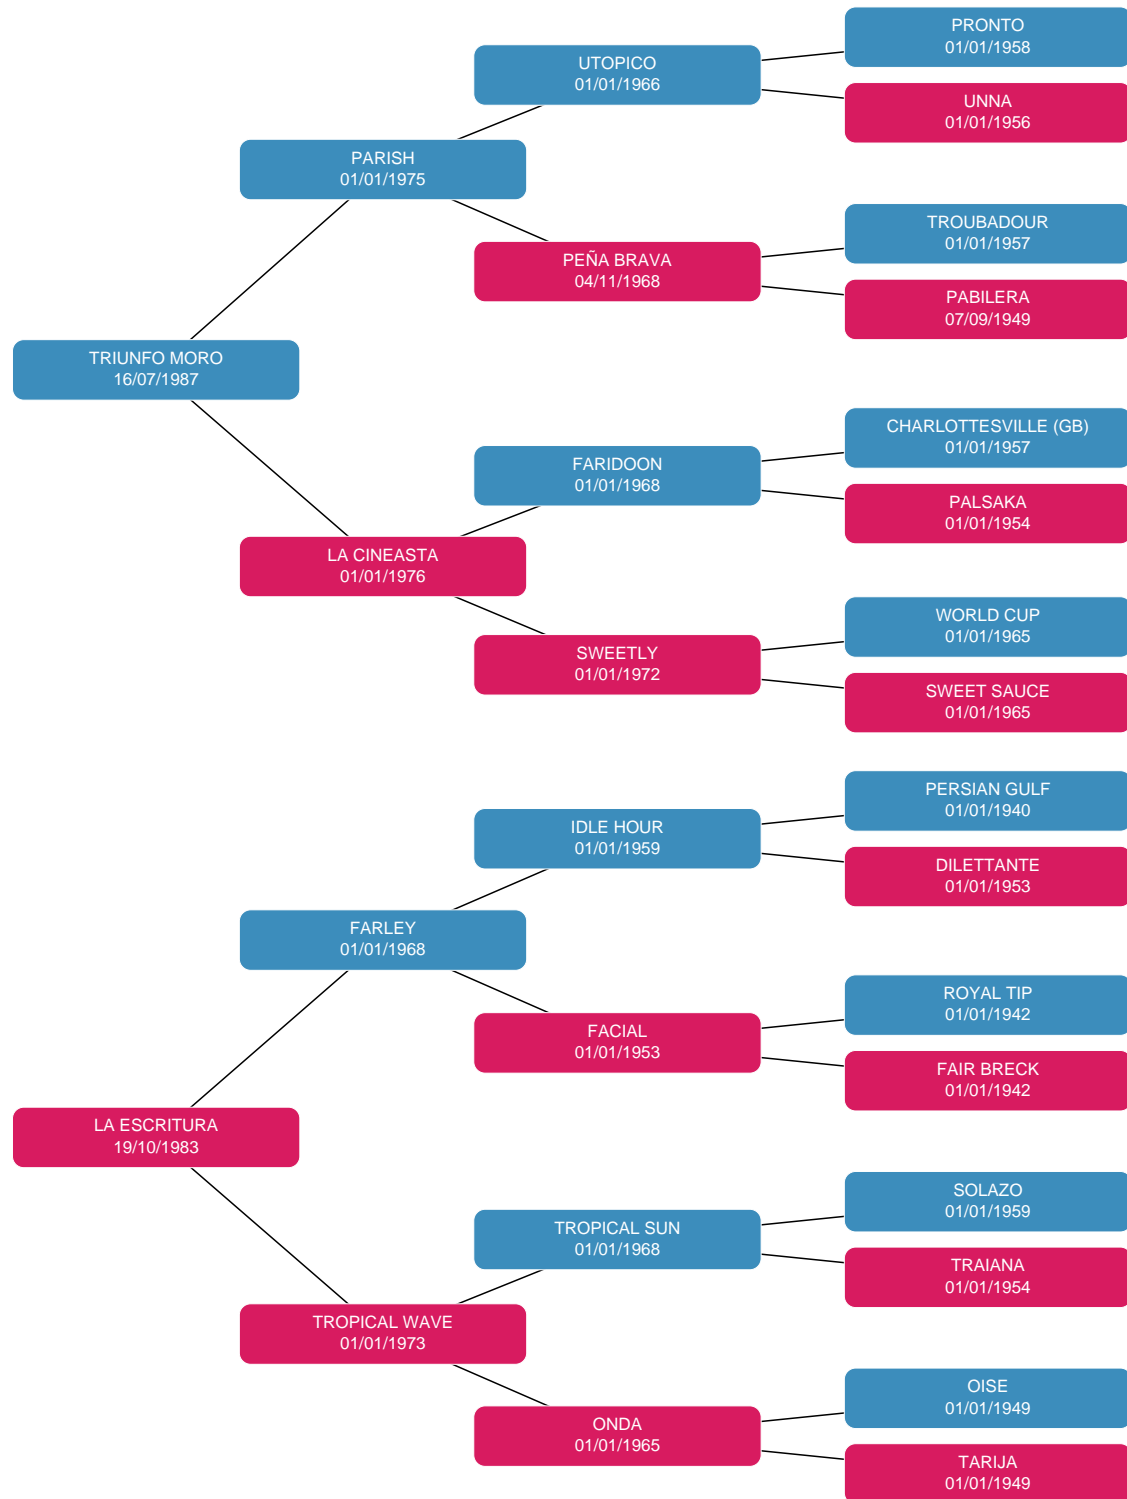 PRONTO
01/01/1958
UTOPICO
01/01/1966
UNNA
01/01/1956
PARISH
01/01/1975
TROUBADOUR
01/01/1957
PEÑA BRAVA
04/11/1968
PABILERA
07/09/1949
TRIUNFO MORO
16/07/1987
CHARLOTTESVILLE (GB)
01/01/1957
FARIDOON
01/01/1968
PALSAKA
01/01/1954
LA CINEASTA
01/01/1976
WORLD CUP
01/01/1965
SWEETLY
01/01/1972
SWEET SAUCE
01/01/1965
PERSIAN GULF
01/01/1940
IDLE HOUR
01/01/1959
DILETTANTE
01/01/1953
FARLEY
01/01/1968
ROYAL TIP
01/01/1942
FACIAL
01/01/1953
FAIR BRECK
01/01/1942
LA ESCRITURA
19/10/1983
SOLAZO
01/01/1959
TROPICAL SUN
01/01/1968
TRAIANA
01/01/1954
TROPICAL WAVE
01/01/1973
OISE
01/01/1949
ONDA
01/01/1965
TARIJA
01/01/1949